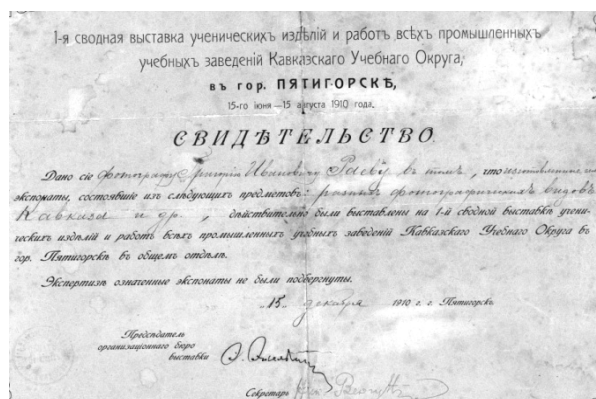 1-я сводная выставка ученическихъ издѣлій и работъ всѣхъ промышленныхъ
учебныхъ заведеній Кавказскаго Учебнаго Округа,
въ гор. ПЯТИГОРСКѢ,
15-го іюня—15 августа 1910 года.
СВИДѢТЕЛЬСТВО
Дано сіе фотографу Григорію Ивановичу Раеву въ томъ, что
экспонаты, состоявшіе изъ слѣдующихъ предметовъ: разныхъ фотографическихъ видовъ
Кавказа и др., дѣйствительно были выставлены на 1-й сводной выставкѣ учени-
ческихъ издѣлій и работъ всѣхъ промышленныхъ учебныхъ заведеній Кавказскаго Учебнаго Округа въ
гор. Пятигорскѣ въ общемъ отдѣлѣ.
Экспертизѣ означенные экспонаты не были подвергнуты.
15 декабря 1910 г. г. Пятигорскъ
Предсѣдатель
организаціоннаго бюро
выставки
Секретарь